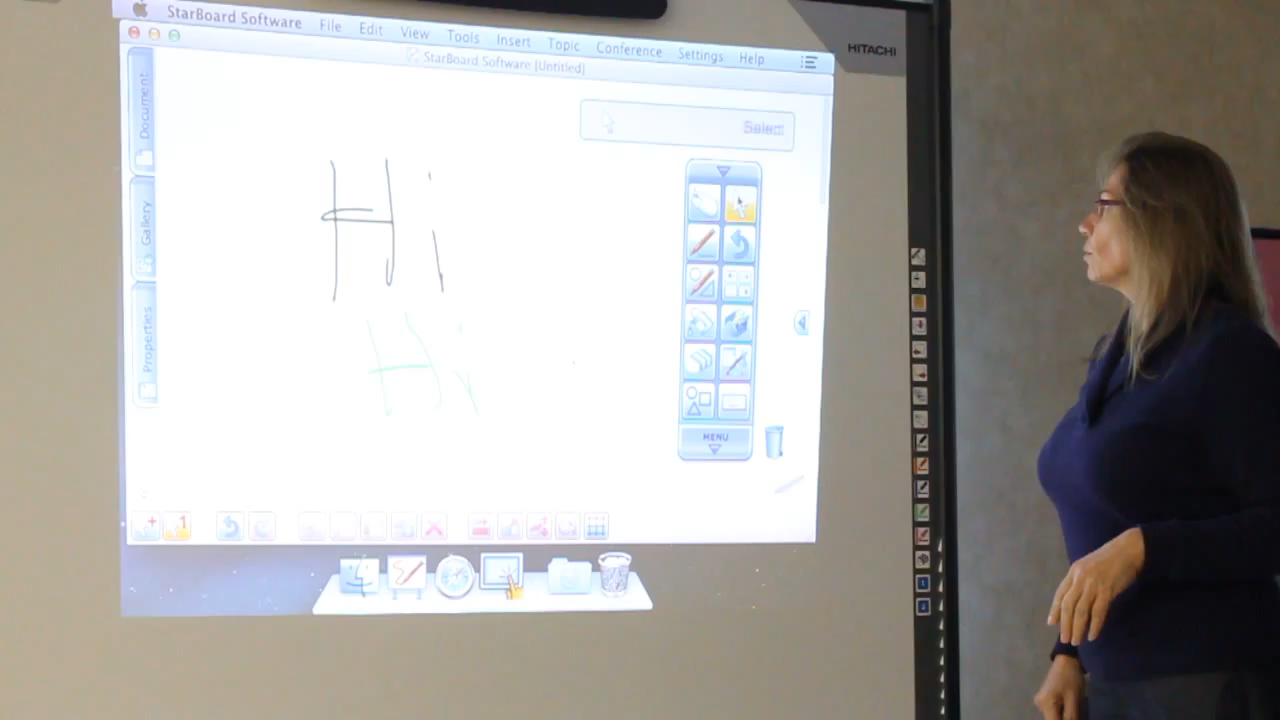 StarBoard Software File Edit View Tools Insert Topic Conference Settings Help
StarBoard Software [Untitled]
HITACHI
Document
Gallery
Properties
Select
Hi
Hi
MENU